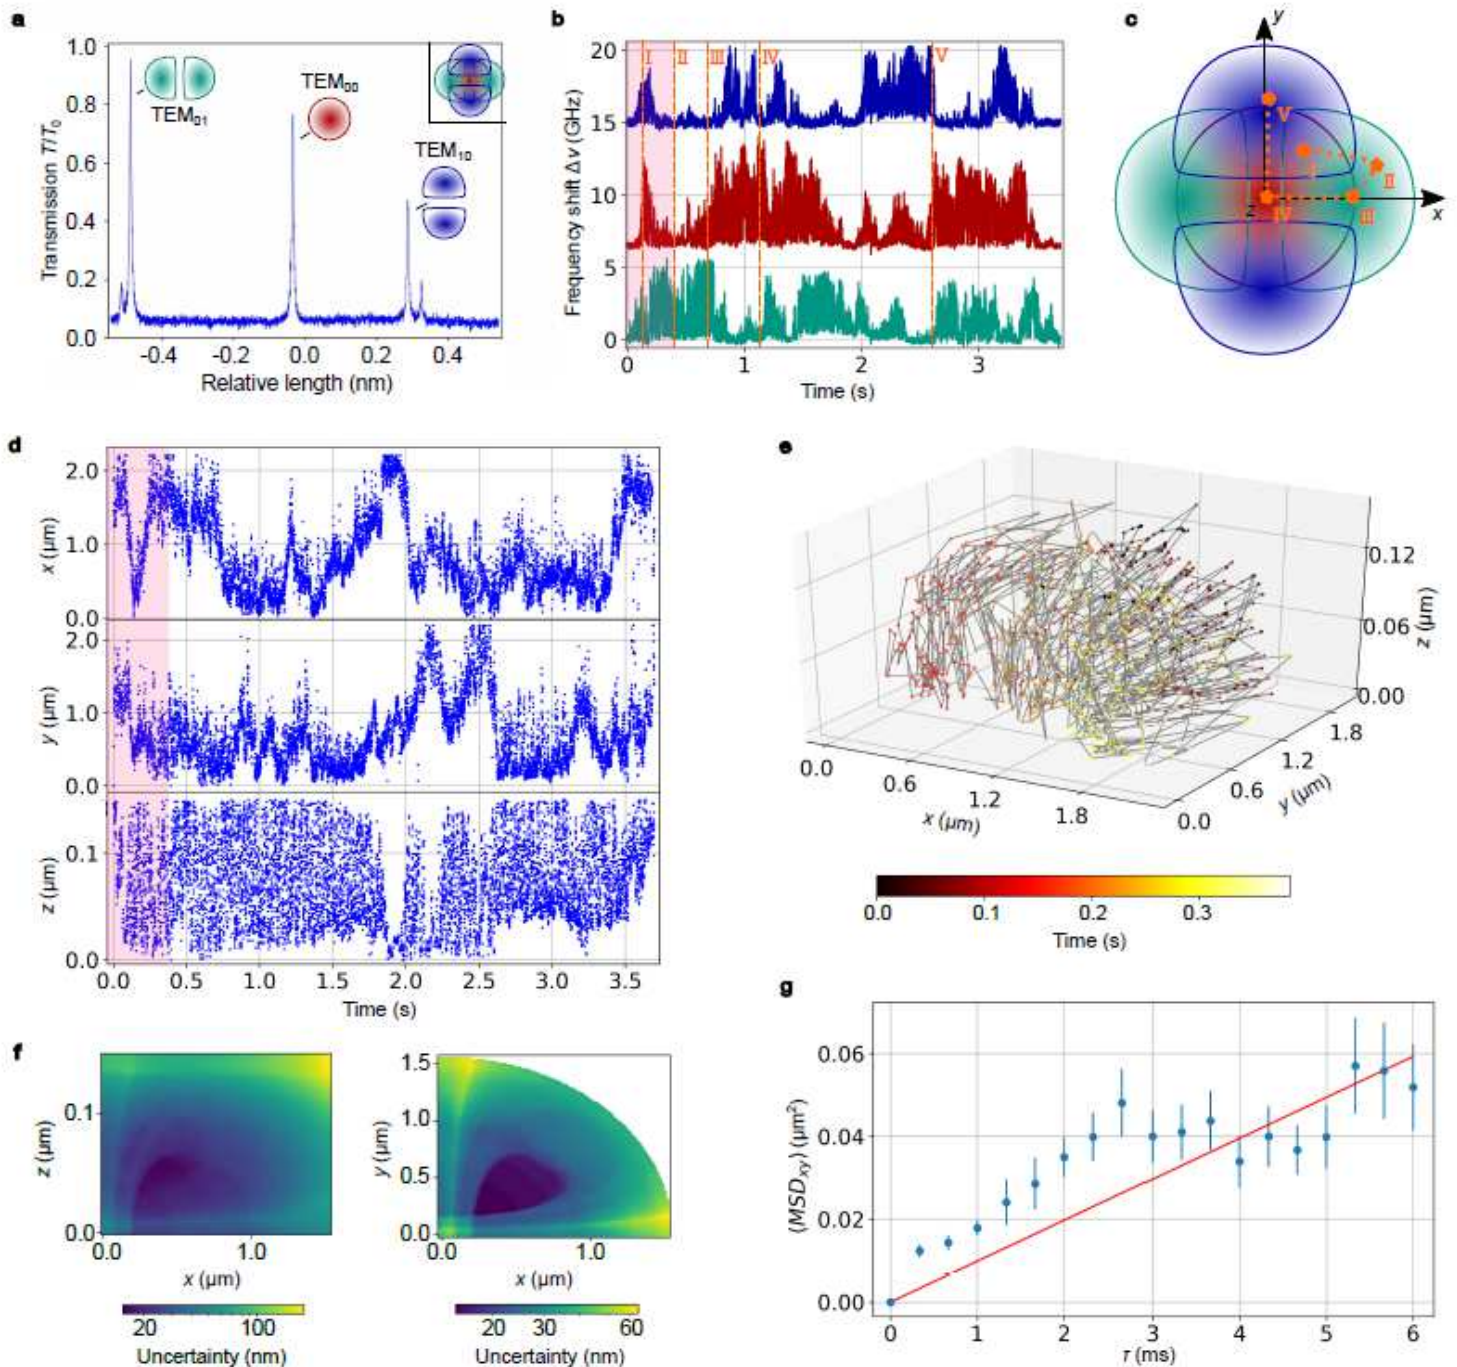 a
1.0
0.8
0.6
0.4
0.2
0.0
Transmission T/T₀
-0.4
-0.2
0.0
0.2
0.4
Relative length (nm)
TEM₀₁
TEM₀₀
TEM₁₀
b
20
15
10
5
0
Frequency shift Δν (GHz)
I
II
III
IV
V
0
1
2
3
Time (s)
c
y
x
z
V
I
II
III
IV
d
2.0
1.0
0.0
x (μm)
2.0
1.0
0.0
y (μm)
0.1
0.0
z (μm)
0.0
0.5
1.0
1.5
2.0
2.5
3.0
3.5
Time (s)
e
0.12
0.06
0.00
z (μm)
0.0
0.6
1.2
1.8
x (μm)
0.0
0.6
1.2
1.8
y (μm)
0.0
0.1
0.2
0.3
Time (s)
f
0.1
0.0
z (μm)
0.0
1.0
x (μm)
20
100
Uncertainty (nm)
1.5
1.0
0.5
0.0
y (μm)
0.0
1.0
x (μm)
20
30
60
Uncertainty (nm)
g
0.06
0.04
0.02
0.00
⟨MSDxy⟩ (μm²)
0
1
2
3
4
5
6
τ (ms)